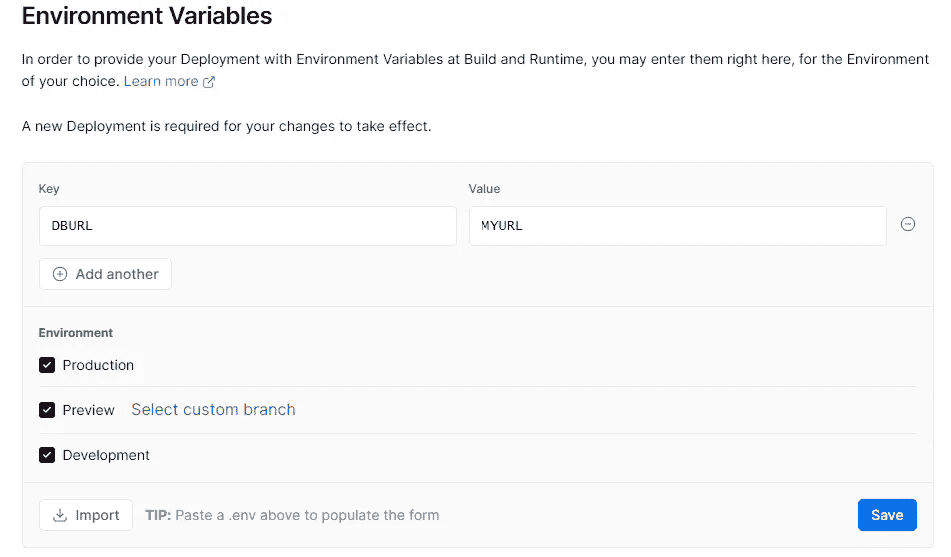 Environment Variables
In order to provide your Deployment with Environment Variables at Build and Runtime, you may enter them right here, for the Environment
of your choice. Learn more
A new Deployment is required for your changes to take effect.
Key Value
DBURL MYURL
Add another
Environment
Production
Preview Select custom branch
Development
Import TIP: Paste a .env above to populate the form Save